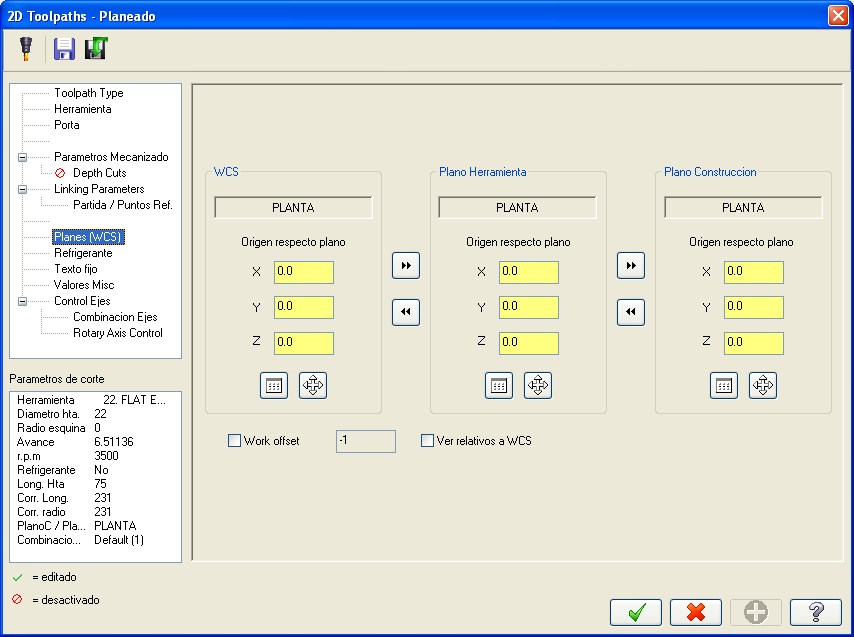 2D Toolpaths - Planeado
Toolpath Type
Herramienta
Porta
Parametros Mecanizado
Depth Cuts
Linking Parameters
Partida / Puntos Ref.
Planes (WCS)
Refrigerante
Texto fijo
Valores Misc
Control Ejes
Combinacion Ejes
Rotary Axis Control
Parametros de corte
Herramienta 22. FLAT E...
Diametro hta. 22
Radio esquina 0
Avance 6.51136
r.p.m 3500
Refrigerante No
Long. Hta 75
Corr. Long. 231
Corr. radio 231
PlanoC / Pla... PLANTA
Combinacio... Default (1)
= editado
= desactivado
WCS
PLANTA
Origen respecto plano
X 0.0
Y 0.0
Z 0.0
Plano Herramienta
PLANTA
Origen respecto plano
X 0.0
Y 0.0
Z 0.0
Plano Construccion
PLANTA
Origen respecto plano
X 0.0
Y 0.0
Z 0.0
Work offset -1
Ver relativos a WCS